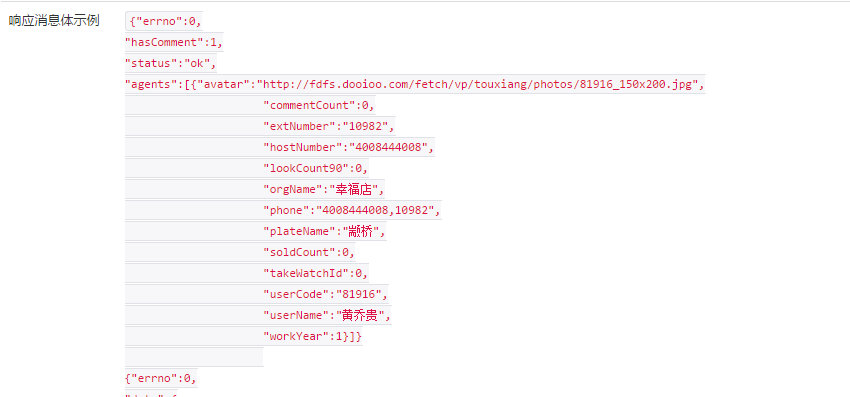 响应消息体示例 {"errno":0,
"hasComment":1,
"status":"ok",
"agents":[{"avatar":"http://fdfs.dooioo.com/fetch/vp/touxiang/photos/81916_150x200.jpg",
"commentCount":0,
"extNumber":"10982",
"hostNumber":"4008444008",
"lookCount90":0,
"orgName":"幸福店",
"phone":"4008444008,10982",
"plateName":"颛桥",
"soldCount":0,
"takeWatchId":0,
"userCode":"81916",
"userName":"黄乔贵",
"workYear":1}]}
{"errno":0,